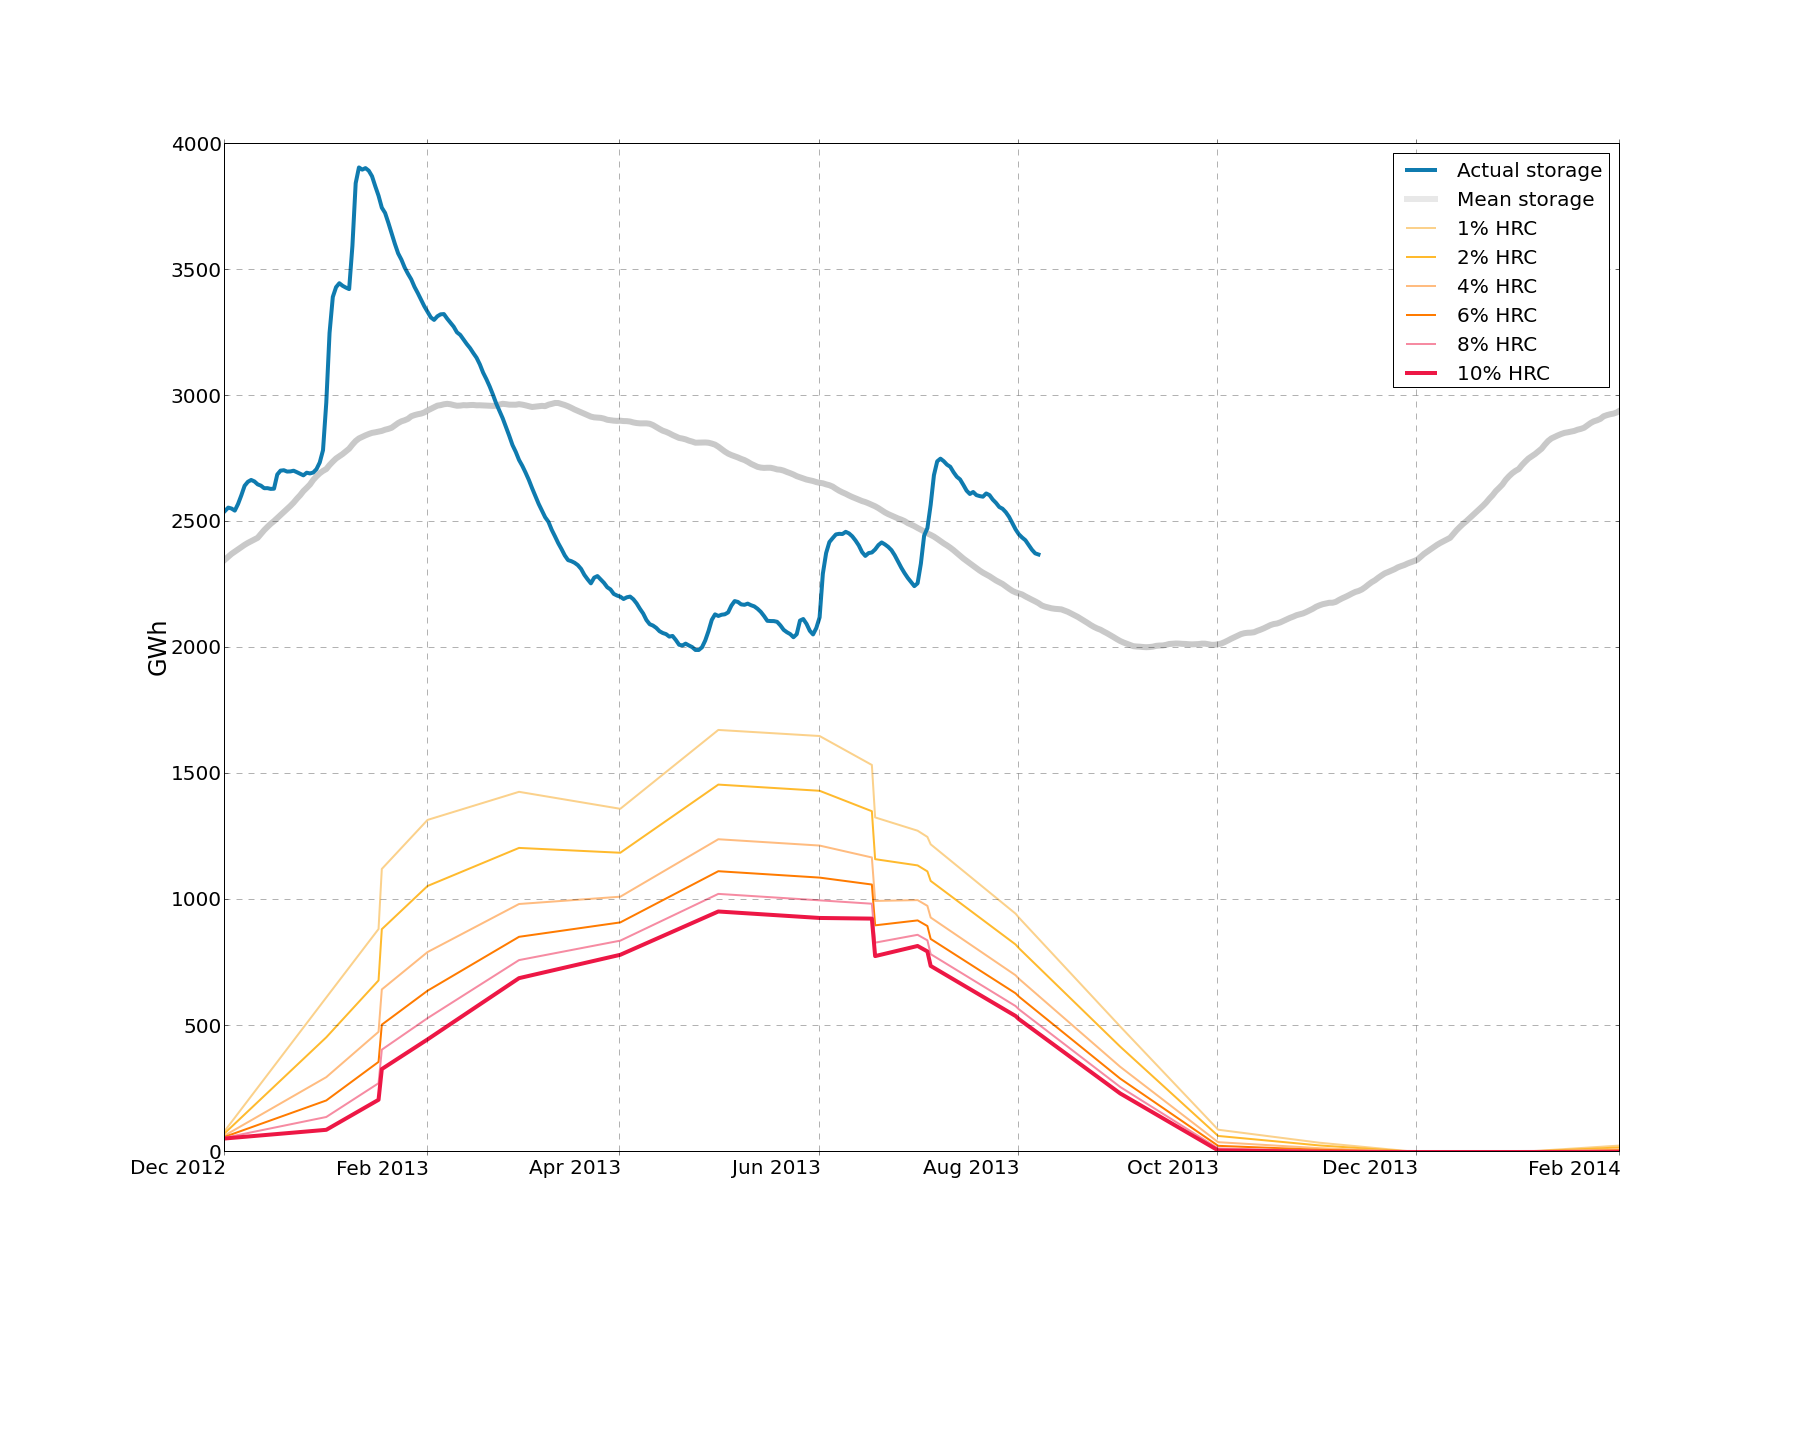 4000
3500
3000
2500
2000
1500
1000
500
0
GWh
Dec 2012
Feb 2013
Apr 2013
Jun 2013
Aug 2013
Oct 2013
Dec 2013
Feb 2014
Actual storage
Mean storage
1% HRC
2% HRC
4% HRC
6% HRC
8% HRC
10% HRC